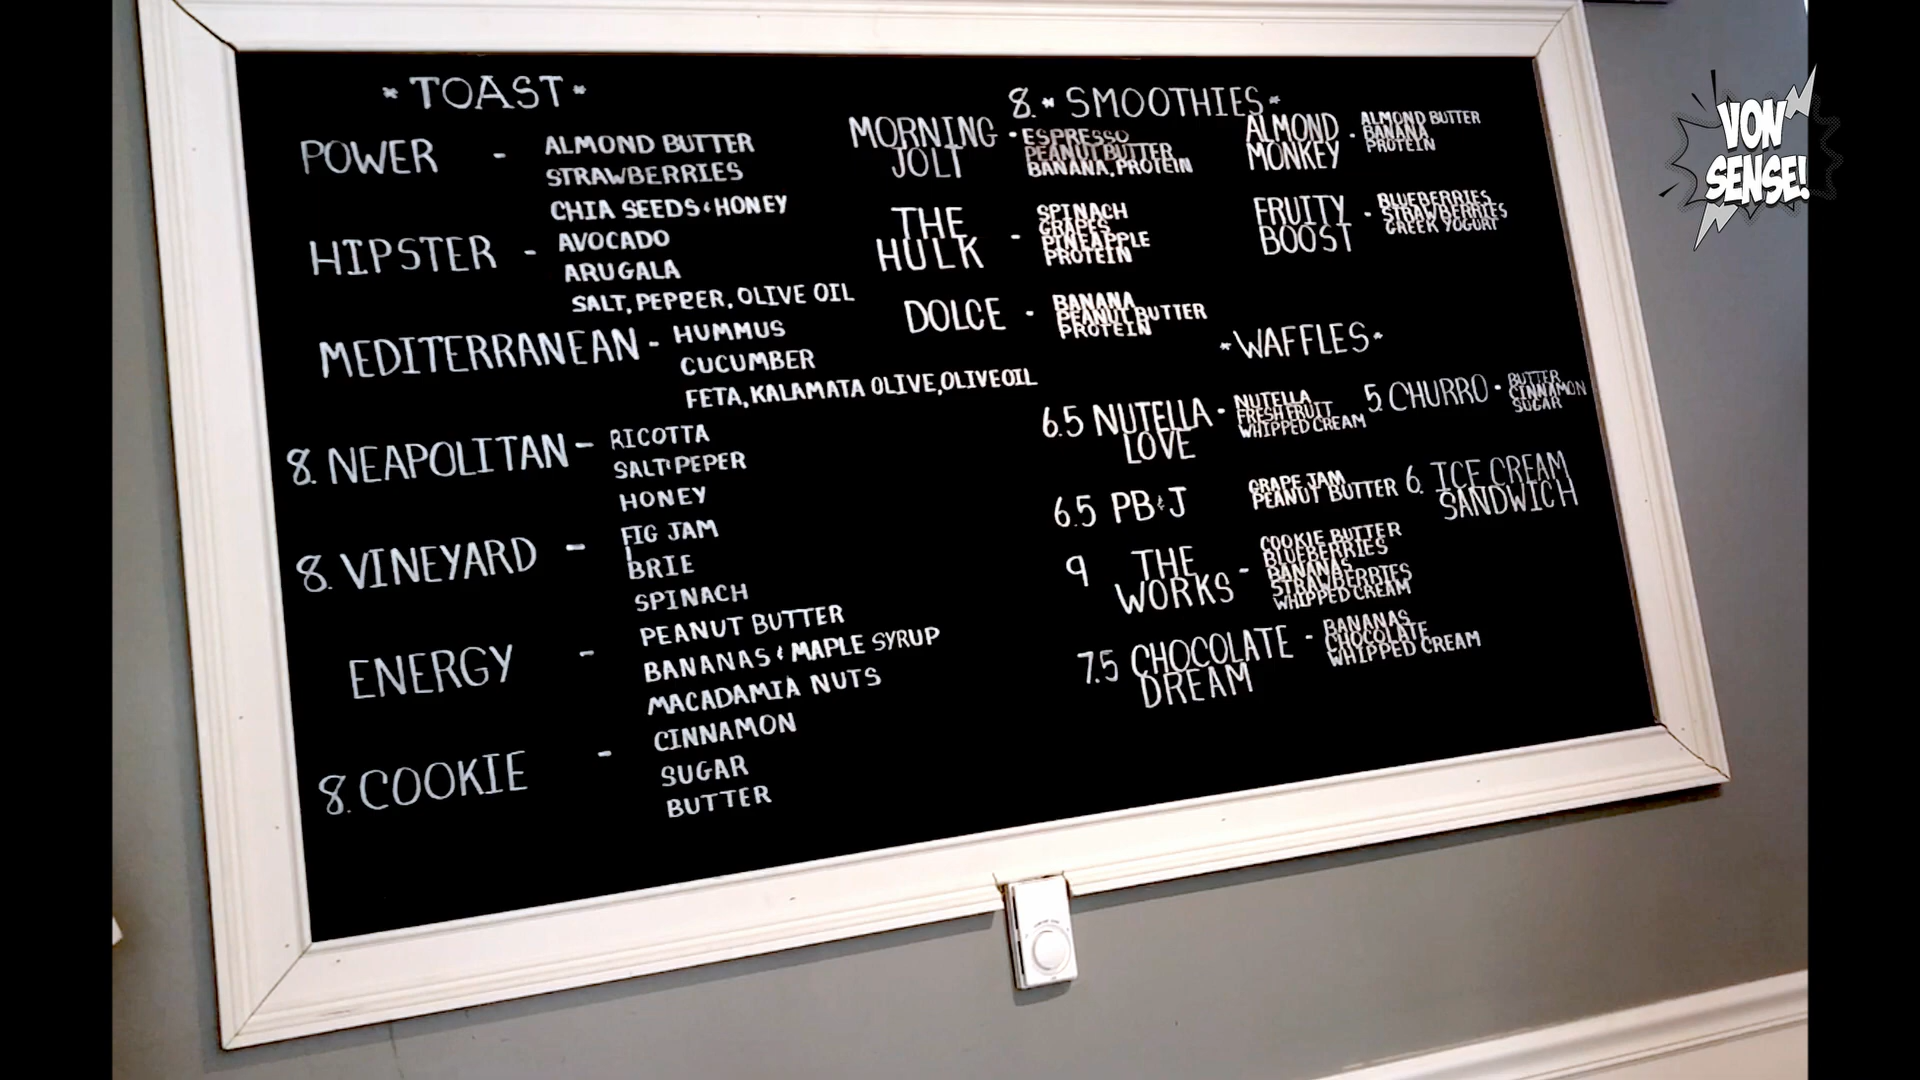 * TOAST *
POWER - ALMOND BUTTER
STRAWBERRIES
CHIA SEEDS & HONEY
HIPSTER - AVOCADO
ARUGALA
SALT, PEPPER, OLIVE OIL
MEDITERRANEAN - HUMMUS
CUCUMBER
FETA, KALAMATA OLIVE, OLIVE OIL
8. NEAPOLITAN - RICOTTA
SALT & PEPER
HONEY
8. VINEYARD - FIG JAM
BRIE
SPINACH
ENERGY - PEANUT BUTTER
BANANAS & MAPLE SYRUP
MACADAMIA NUTS
8. COOKIE - CINNAMON
SUGAR
BUTTER
8. * SMOOTHIES *
MORNING JOLT - ESPRESSO
PEANUT BUTTER
BANANA, PROTEIN
THE HULK - SPINACH
GRAPES
PINEAPPLE
PROTEIN
DOLCE - BANANA
PEANUT BUTTER
PROTEIN
ALMOND MONKEY - ALMOND BUTTER
BANANA
PROTEIN
FRUITY BOOST - BLUEBERRIES
STRAWBERRIES
GREEK YOGURT
* WAFFLES *
6.5 NUTELLA LOVE - NUTELLA
FRESH FRUIT
WHIPPED CREAM
5. CHURRO - BUTTER
CINNAMON
SUGAR
6.5 PB & J GRAPE JAM
PEANUT BUTTER
6. ICE CREAM
SANDWICH
9 THE WORKS - COOKIE BUTTER
BLUEBERRIES
BANANAS
STRAWBERRIES
WHIPPED CREAM
7.5 CHOCOLATE DREAM - BANANAS
CHOCOLATE
WHIPPED CREAM
VON
SENSE!